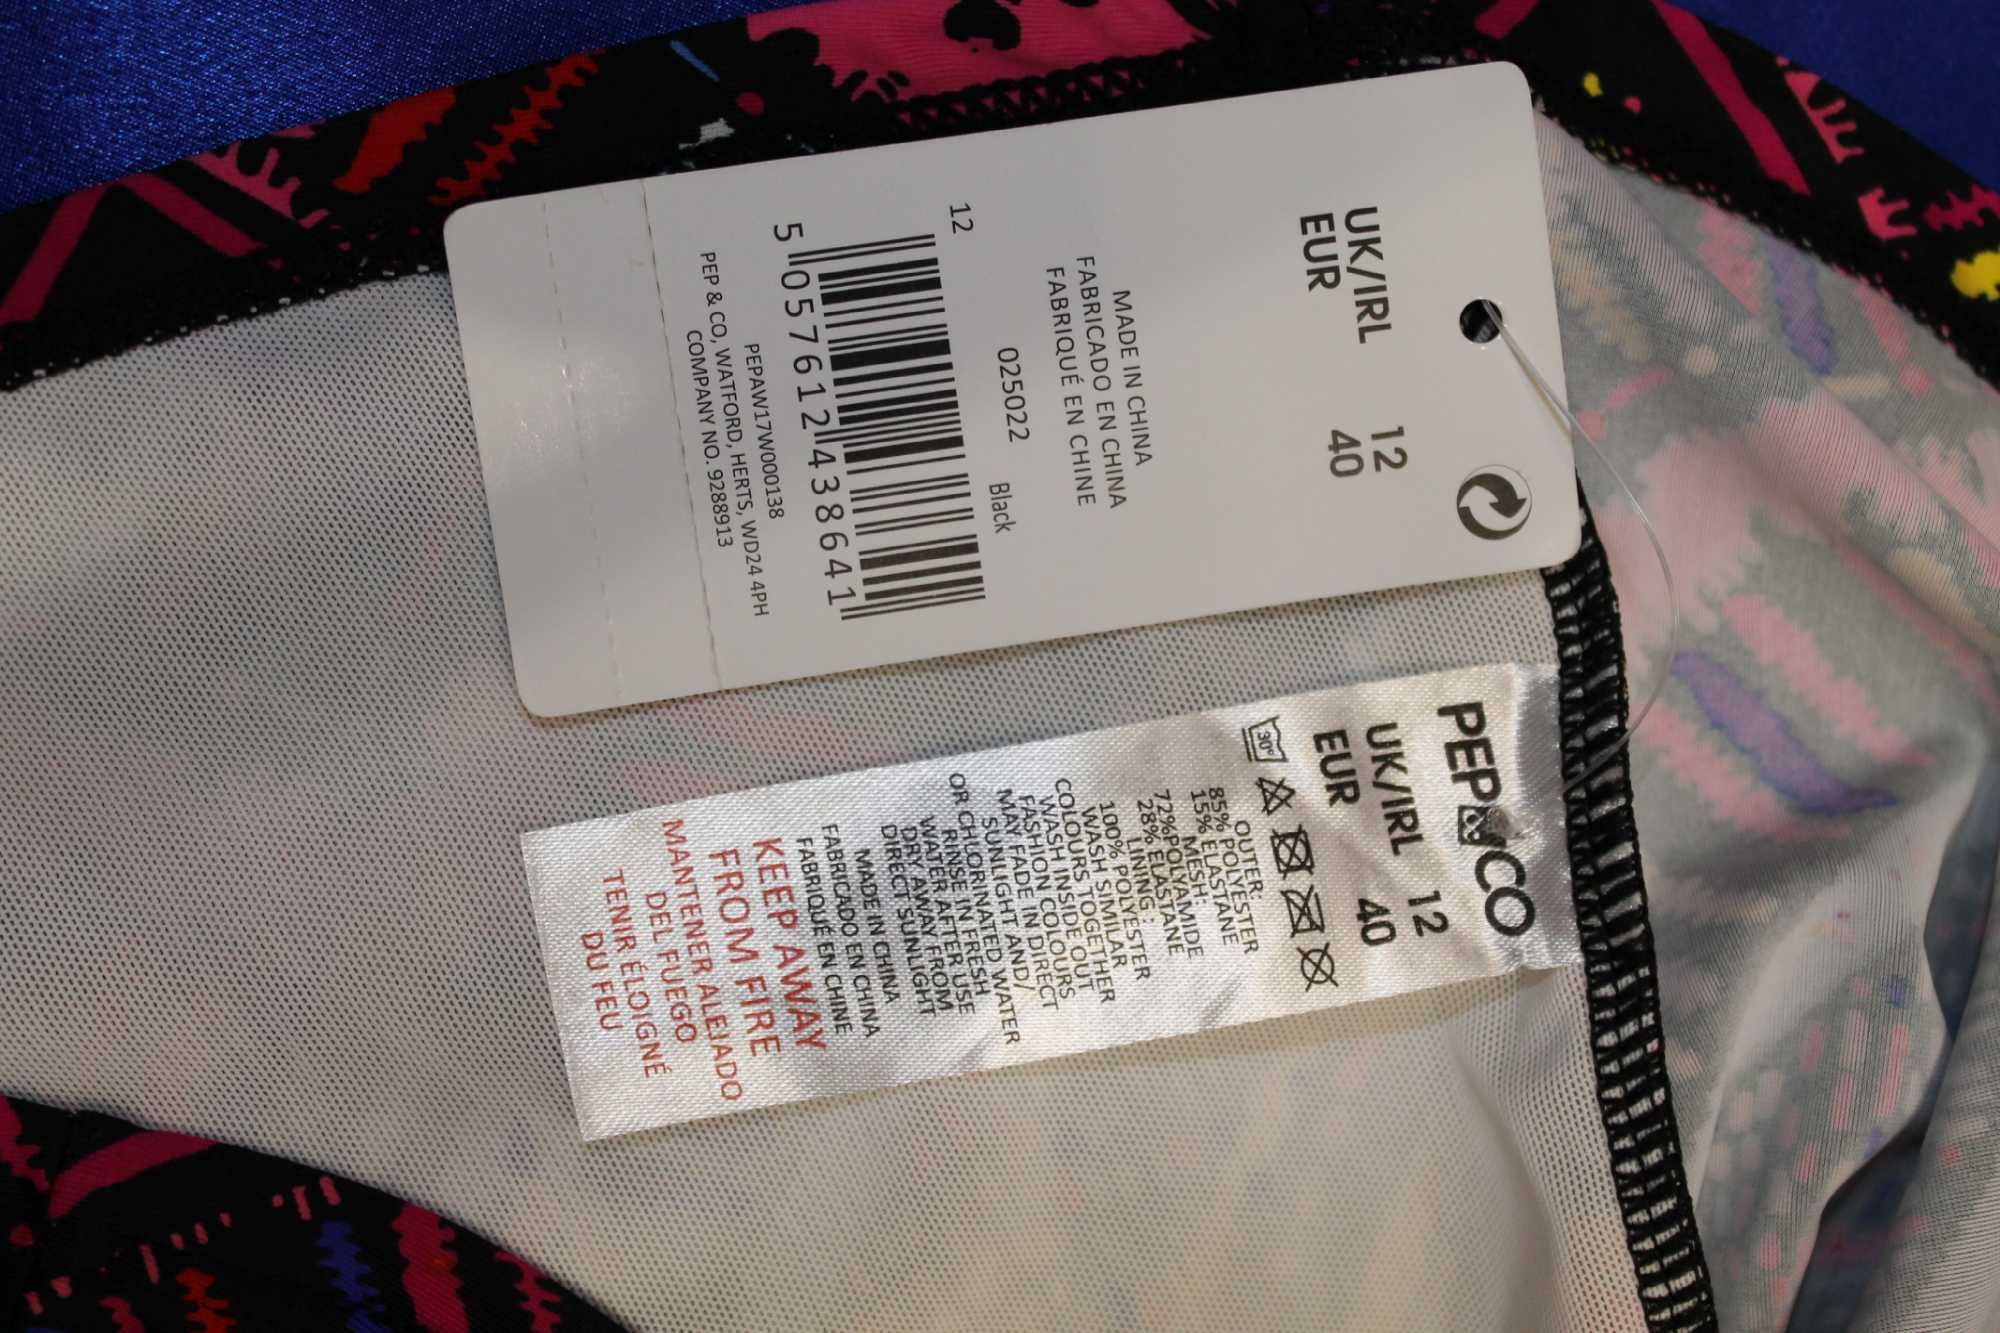 UK/IRL 12
EUR 40
MADE IN CHINA
FABRICADO EN CHINA
FABRIQUÉ EN CHINE
025022 Black
12
5 057612 438641
PEPAW17W000138
PEP & CO, WATFORD, HERTS, WD24 4PH
COMPANY NO. 9288913
PEP&CO
UK/IRL 12
EUR 40
30°
OUTER:
85% POLYESTER
15% ELASTANE
MESH:
72%POLYAMIDE
28% ELASTANE
LINING :
100% POLYESTER
WASH SIMILAR
COLOURS TOGETHER
WASH INSIDE OUT
FASHION COLOURS
MAY FADE IN DIRECT
SUNLIGHT AND/
OR CHLORINATED WATER
RINSE IN FRESH
WATER AFTER USE
DRY AWAY FROM
DIRECT SUNLIGHT
MADE IN CHINA
FABRICADO EN CHINA
FABRIQUÉ EN CHINE
KEEP AWAY
FROM FIRE
MANTENER ALEJADO
DEL FUEGO
TENIR ÉLOIGNÉ
DU FEU